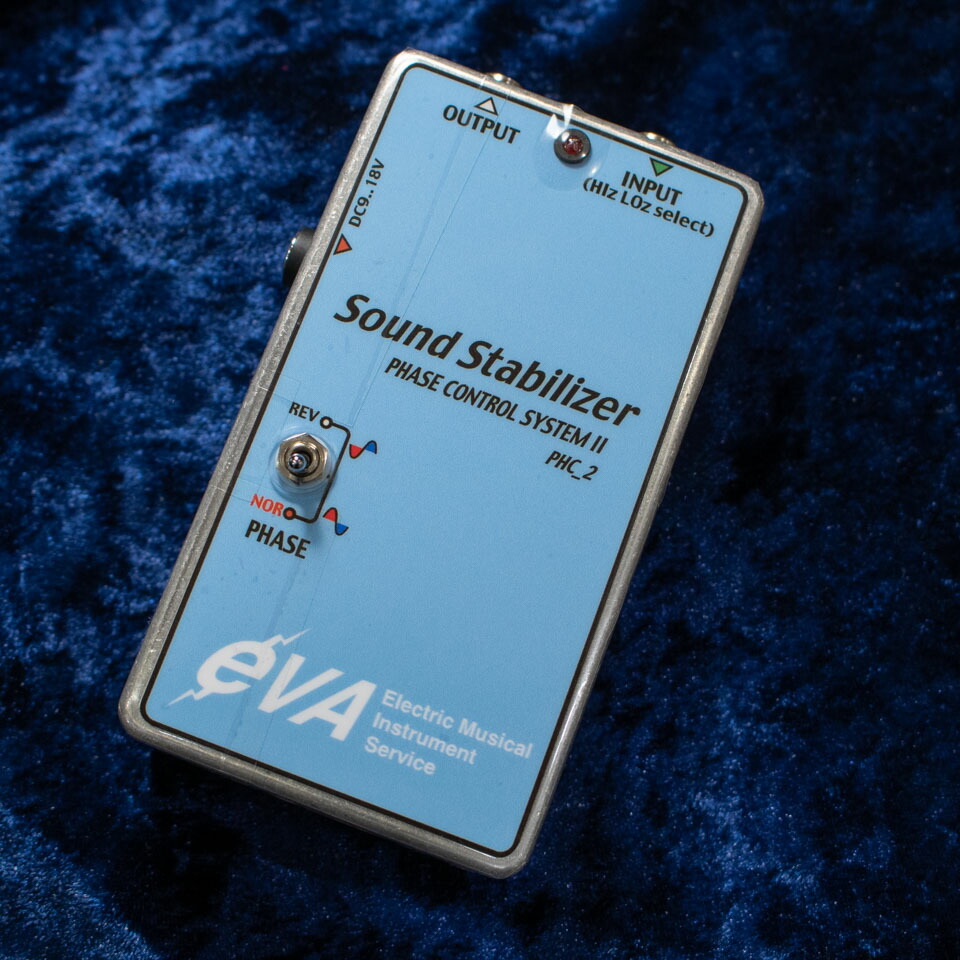 OUTPUT
INPUT
(HIz LOz select)
DC9..18V
Sound Stabilizer
PHASE CONTROL SYSTEM II
PHC_2
REV
NOR
PHASE
eVA
Electric Musical
Instrument
Service